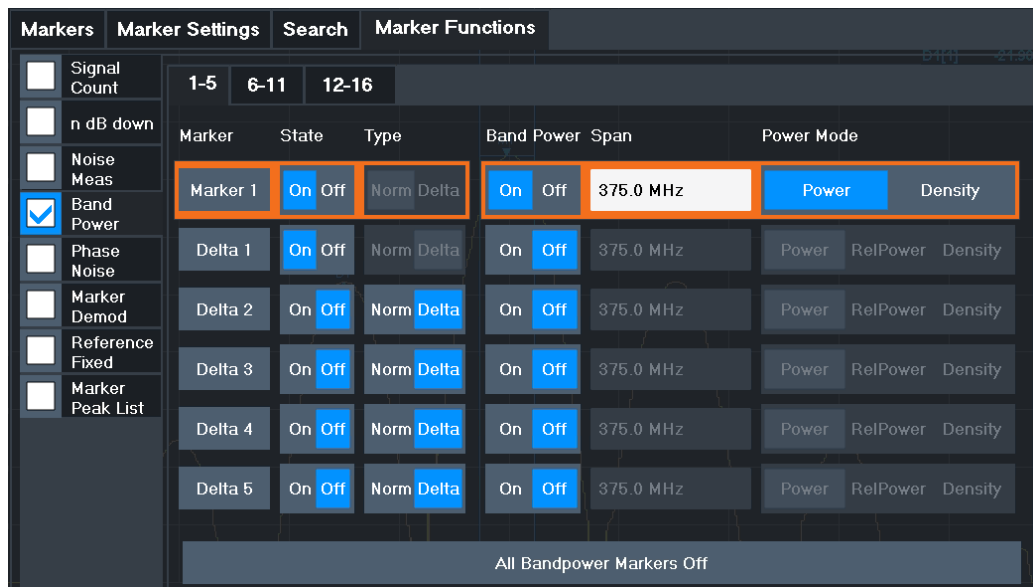 Markers Marker Settings Search Marker Functions
D1[1]
Signal
Count
n dB down
Noise
Meas
Band
Power
Phase
Noise
Marker
Demod
Reference
Fixed
Marker
Peak List
1-5 6-11 12-16
Marker State Type Band Power Span Power Mode
Marker 1 On Off Norm Delta On Off 375.0 MHz Power Density
Delta 1 On Off Norm Delta On Off 375.0 MHz Power RelPower Density
Delta 2 On Off Norm Delta On Off 375.0 MHz Power RelPower Density
Delta 3 On Off Norm Delta On Off 375.0 MHz Power RelPower Density
Delta 4 On Off Norm Delta On Off 375.0 MHz Power RelPower Density
Delta 5 On Off Norm Delta On Off 375.0 MHz Power RelPower Density
All Bandpower Markers Off